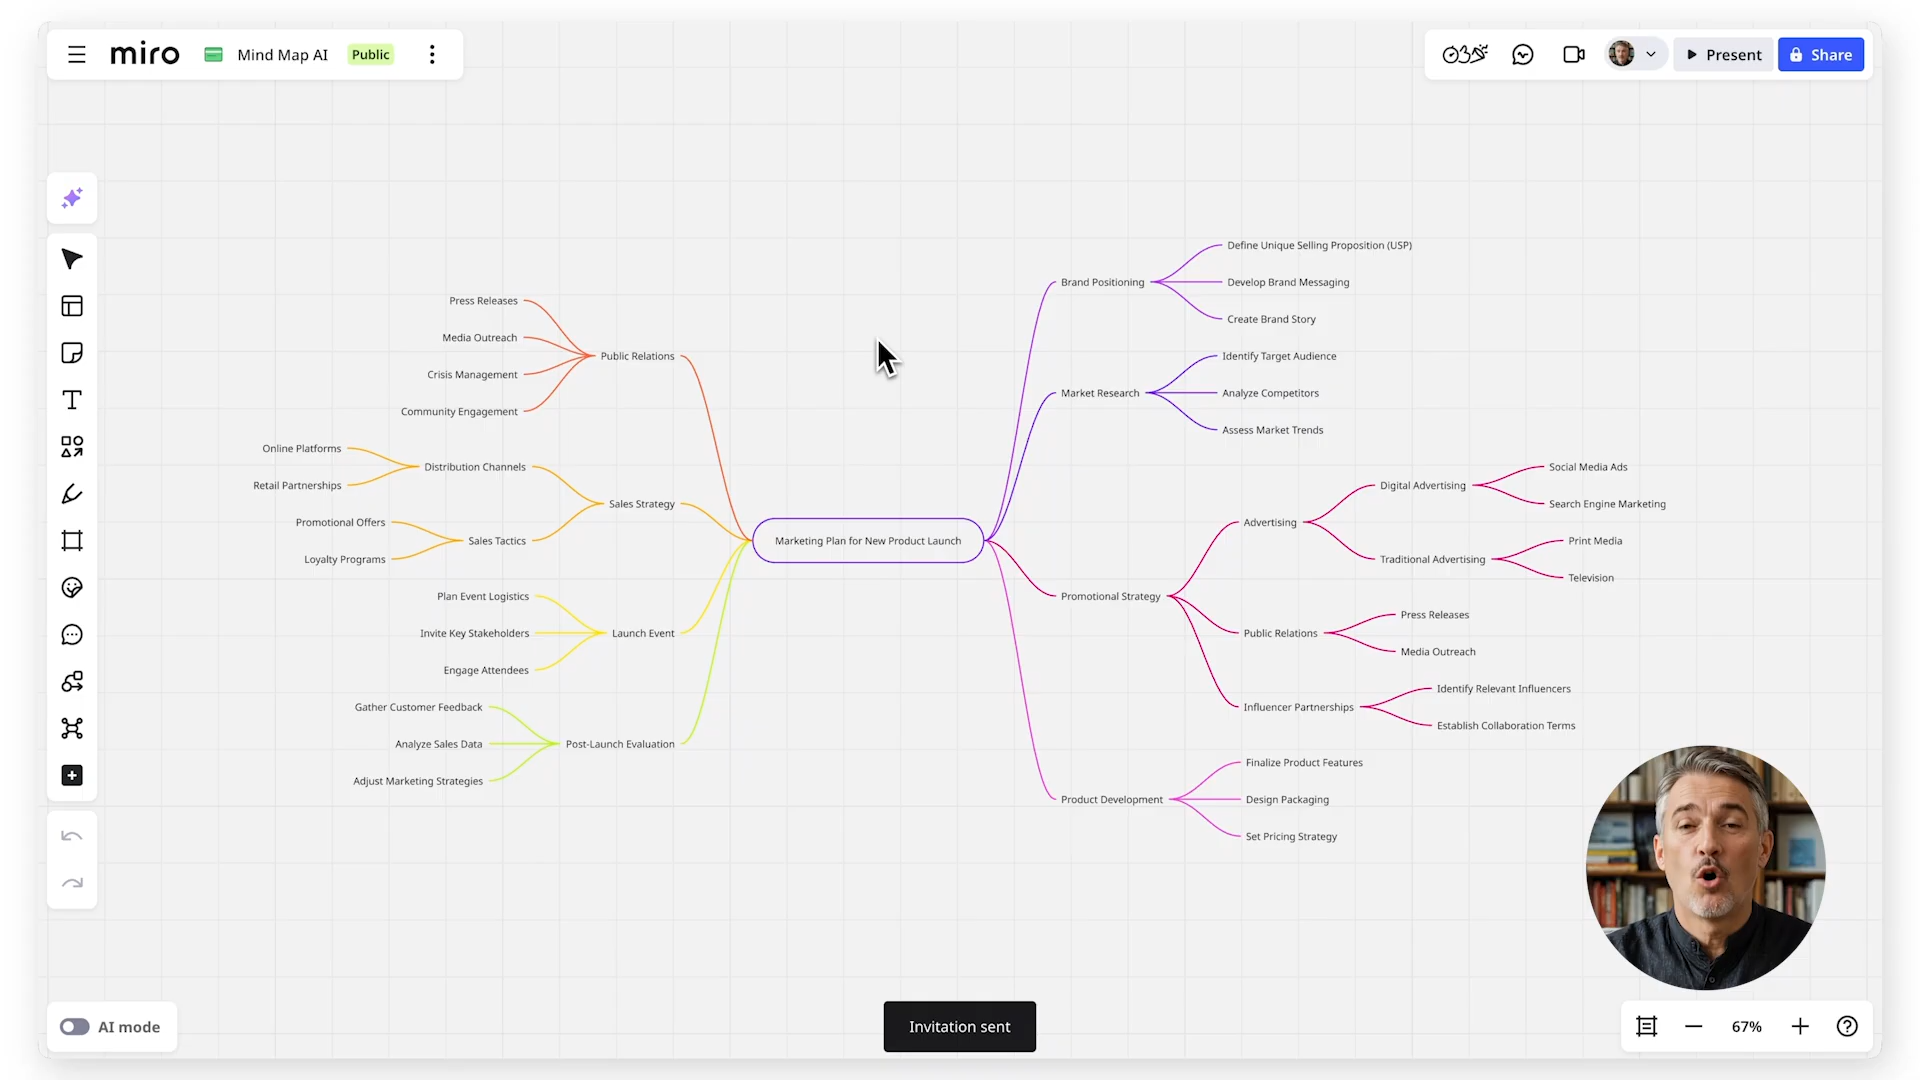 miro
Mind Map AI
Public
Present
Share
Press Releases
Media Outreach
Crisis Management
Community Engagement
Public Relations
Online Platforms
Retail Partnerships
Distribution Channels
Promotional Offers
Loyalty Programs
Sales Tactics
Sales Strategy
Plan Event Logistics
Invite Key Stakeholders
Engage Attendees
Launch Event
Gather Customer Feedback
Analyze Sales Data
Adjust Marketing Strategies
Post-Launch Evaluation
Marketing Plan for New Product Launch
Brand Positioning
Define Unique Selling Proposition (USP)
Develop Brand Messaging
Create Brand Story
Market Research
Identify Target Audience
Analyze Competitors
Assess Market Trends
Promotional Strategy
Advertising
Digital Advertising
Social Media Ads
Search Engine Marketing
Traditional Advertising
Print Media
Television
Public Relations
Press Releases
Media Outreach
Influencer Partnerships
Identify Relevant Influencers
Establish Collaboration Terms
Product Development
Finalize Product Features
Design Packaging
Set Pricing Strategy
AI mode
Invitation sent
67%